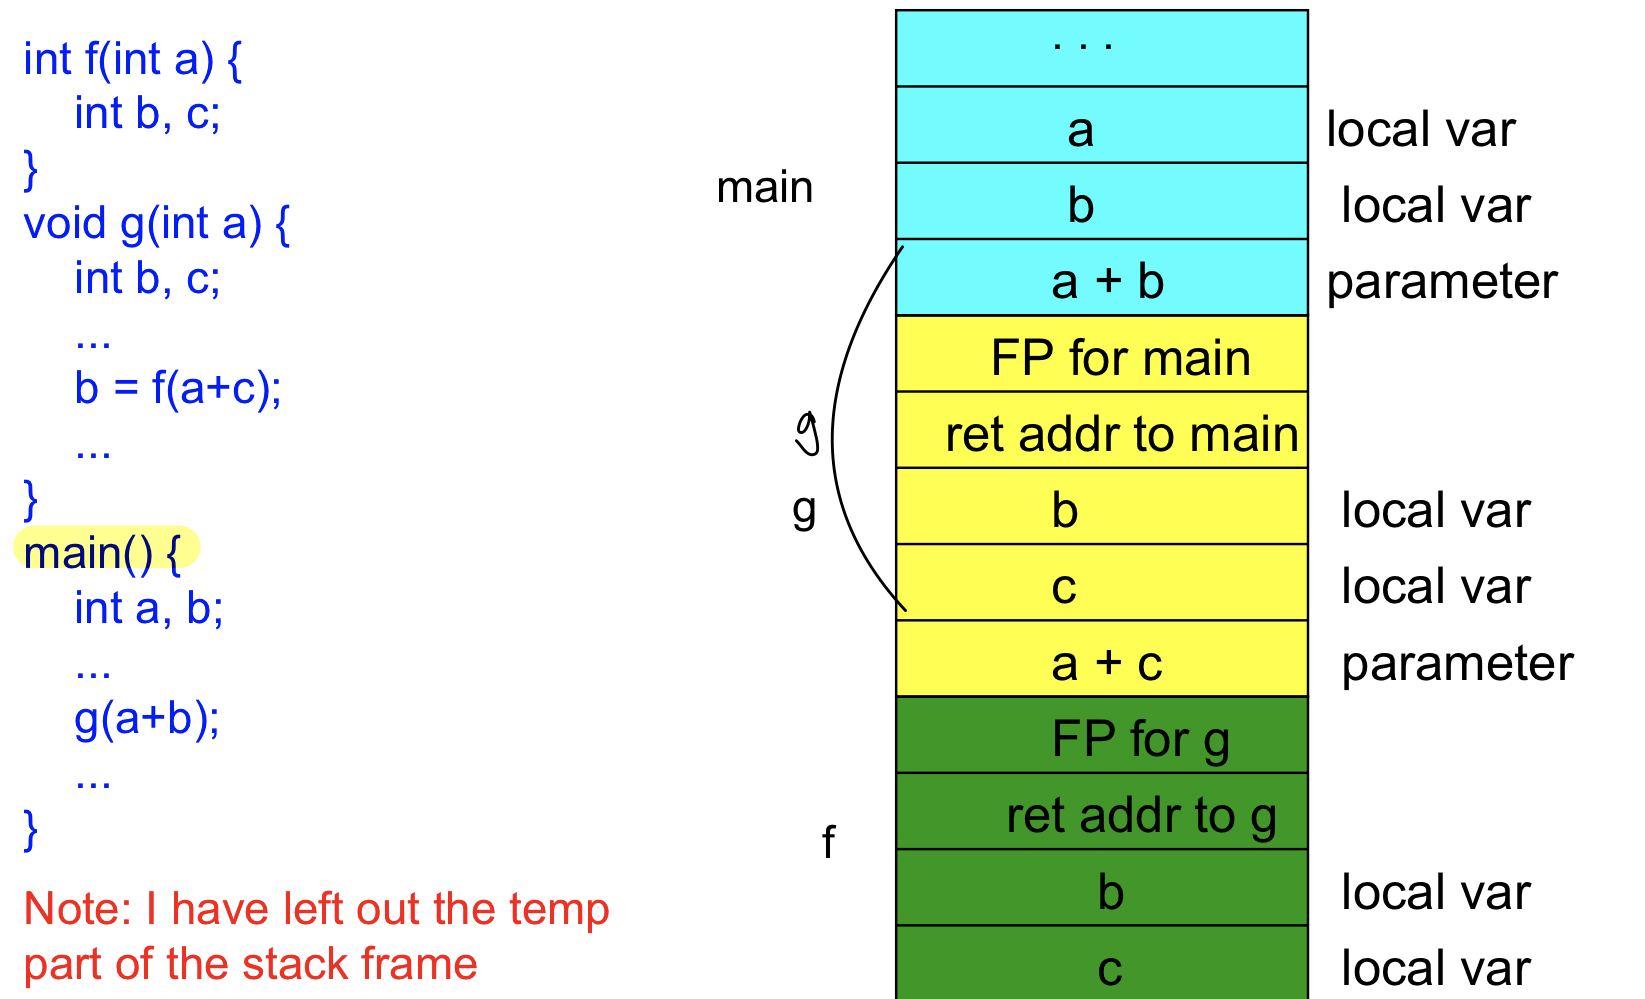 int f(int a) {
int b, c;
}
void g(int a) {
int b, c;
...
b = f(a+c);
...
}
main() {
int a, b;
...
g(a+b);
...
}
Note: I have left out the temp
part of the stack frame
. . .
a local var
main
b local var
a + b parameter
FP for main
g
ret addr to main
g
b local var
c local var
a + c parameter
FP for g
ret addr to g
f
b local var
c local var